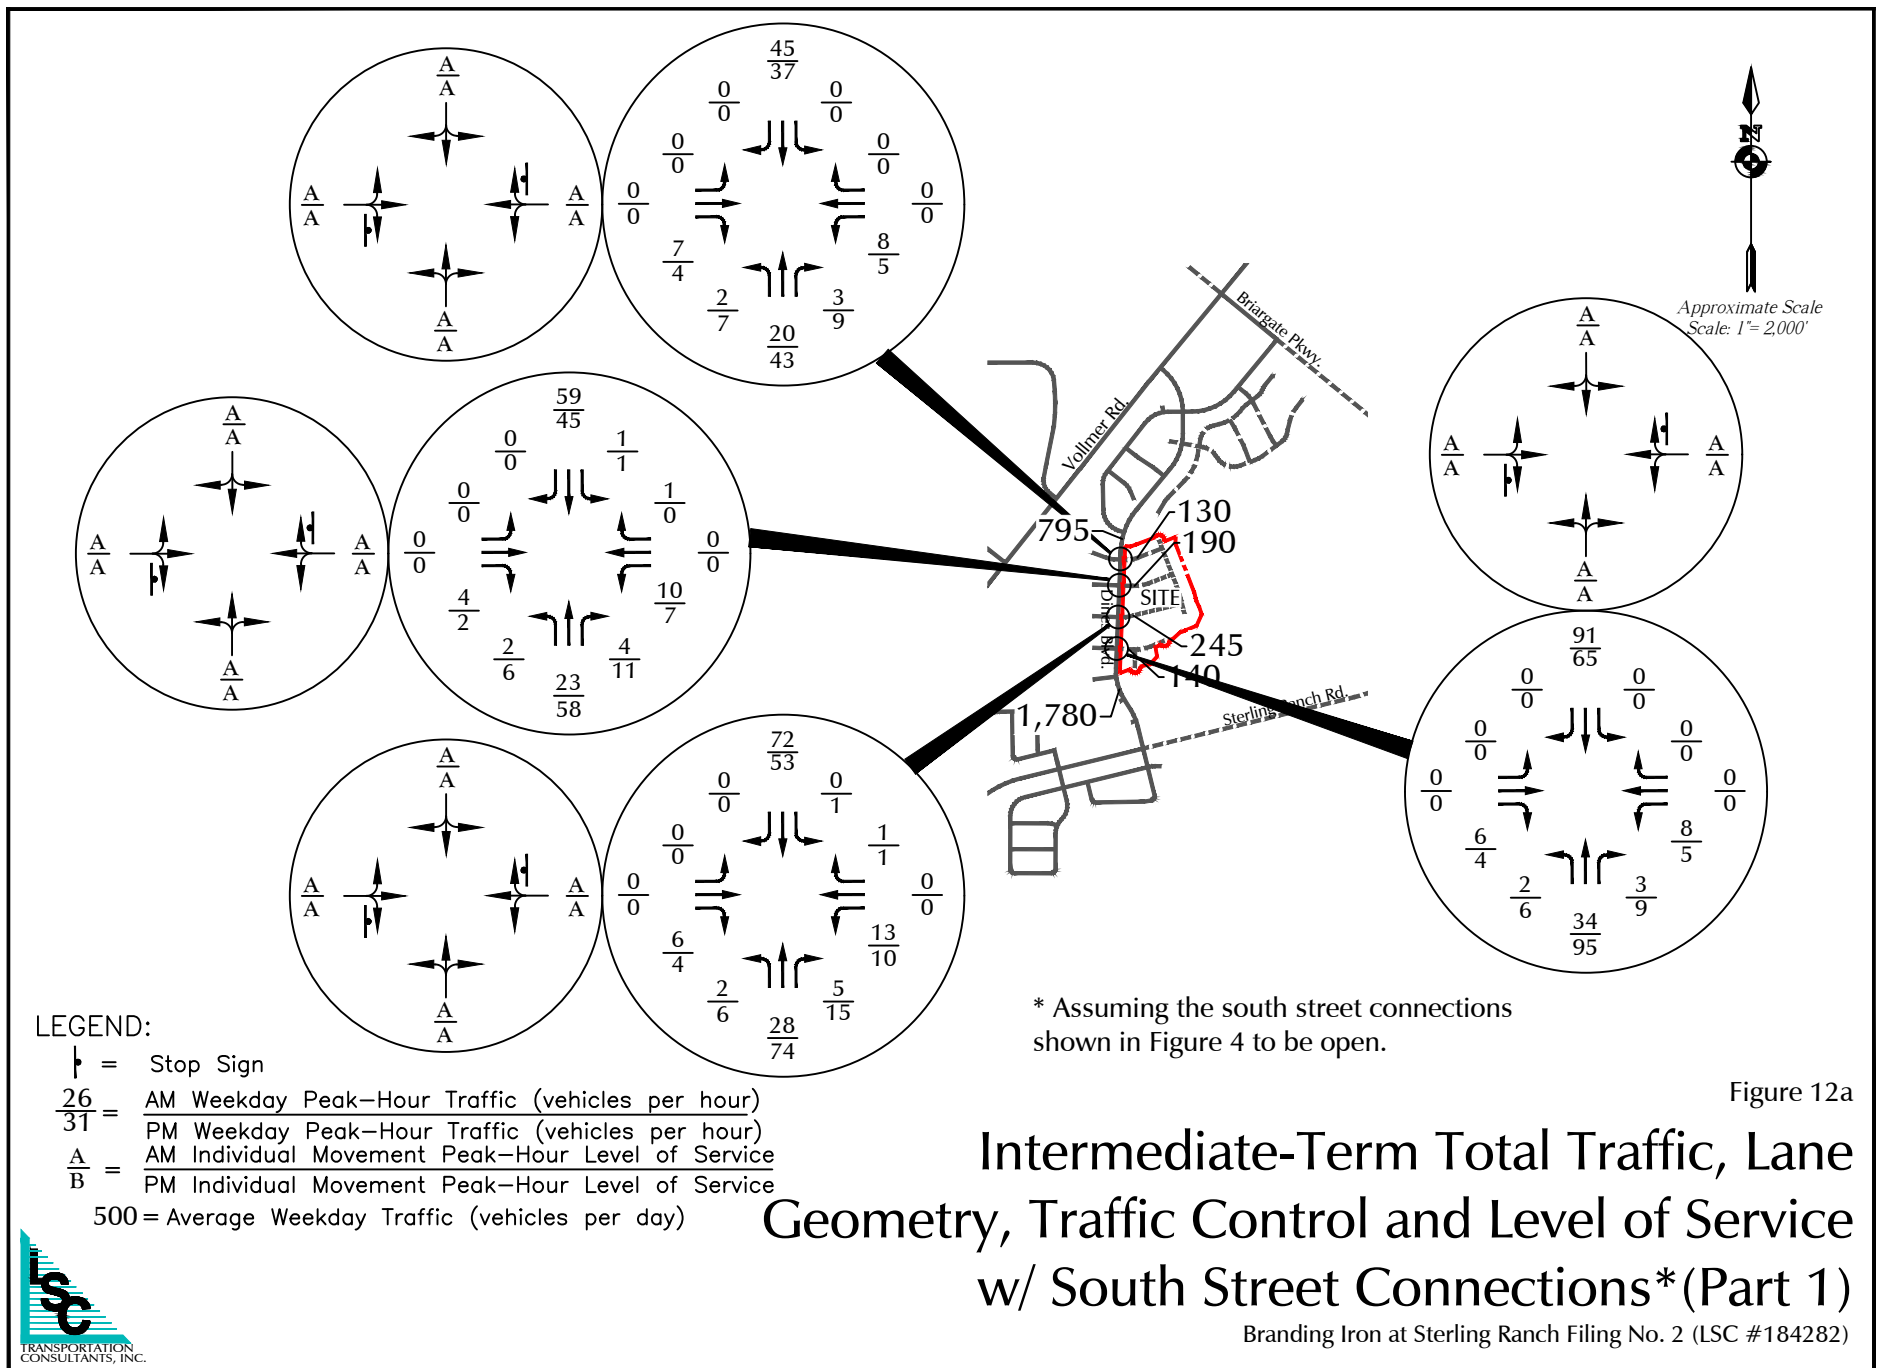 A
A
A
A
A
A
A
A
45
37
0
0
0
0
0
0
0
0
0
0
0
0
7
4
8
5
2
7
3
9
20
43
N
Approximate Scale
Scale: 1"= 2,000'
Briargate Pkwy.
Vollmer Rd.
795
130
190
SITE
245
140
1,780
Sterling Ranch Rd.
A
A
A
A
A
A
A
A
59
45
0
0
1
1
0
0
1
0
0
0
0
0
4
2
10
7
2
6
4
11
23
58
A
A
A
A
A
A
A
A
72
53
0
0
0
1
0
0
1
1
0
0
0
0
6
4
13
10
2
6
5
15
28
74
A
A
A
A
A
A
A
A
91
65
0
0
0
0
0
0
0
0
0
0
0
0
6
4
8
5
2
6
3
9
34
95
* Assuming the south street connections
shown in Figure 4 to be open.
LEGEND:
= Stop Sign
26
31 =
AM Weekday Peak-Hour Traffic (vehicles per hour)
PM Weekday Peak-Hour Traffic (vehicles per hour)
A
B =
AM Individual Movement Peak-Hour Level of Service
PM Individual Movement Peak-Hour Level of Service
500 = Average Weekday Traffic (vehicles per day)
Figure 12a
Intermediate-Term Total Traffic, Lane
Geometry, Traffic Control and Level of Service
w/ South Street Connections*(Part 1)
Branding Iron at Sterling Ranch Filing No. 2 (LSC #184282)
LSC
TRANSPORTATION
CONSULTANTS, INC.